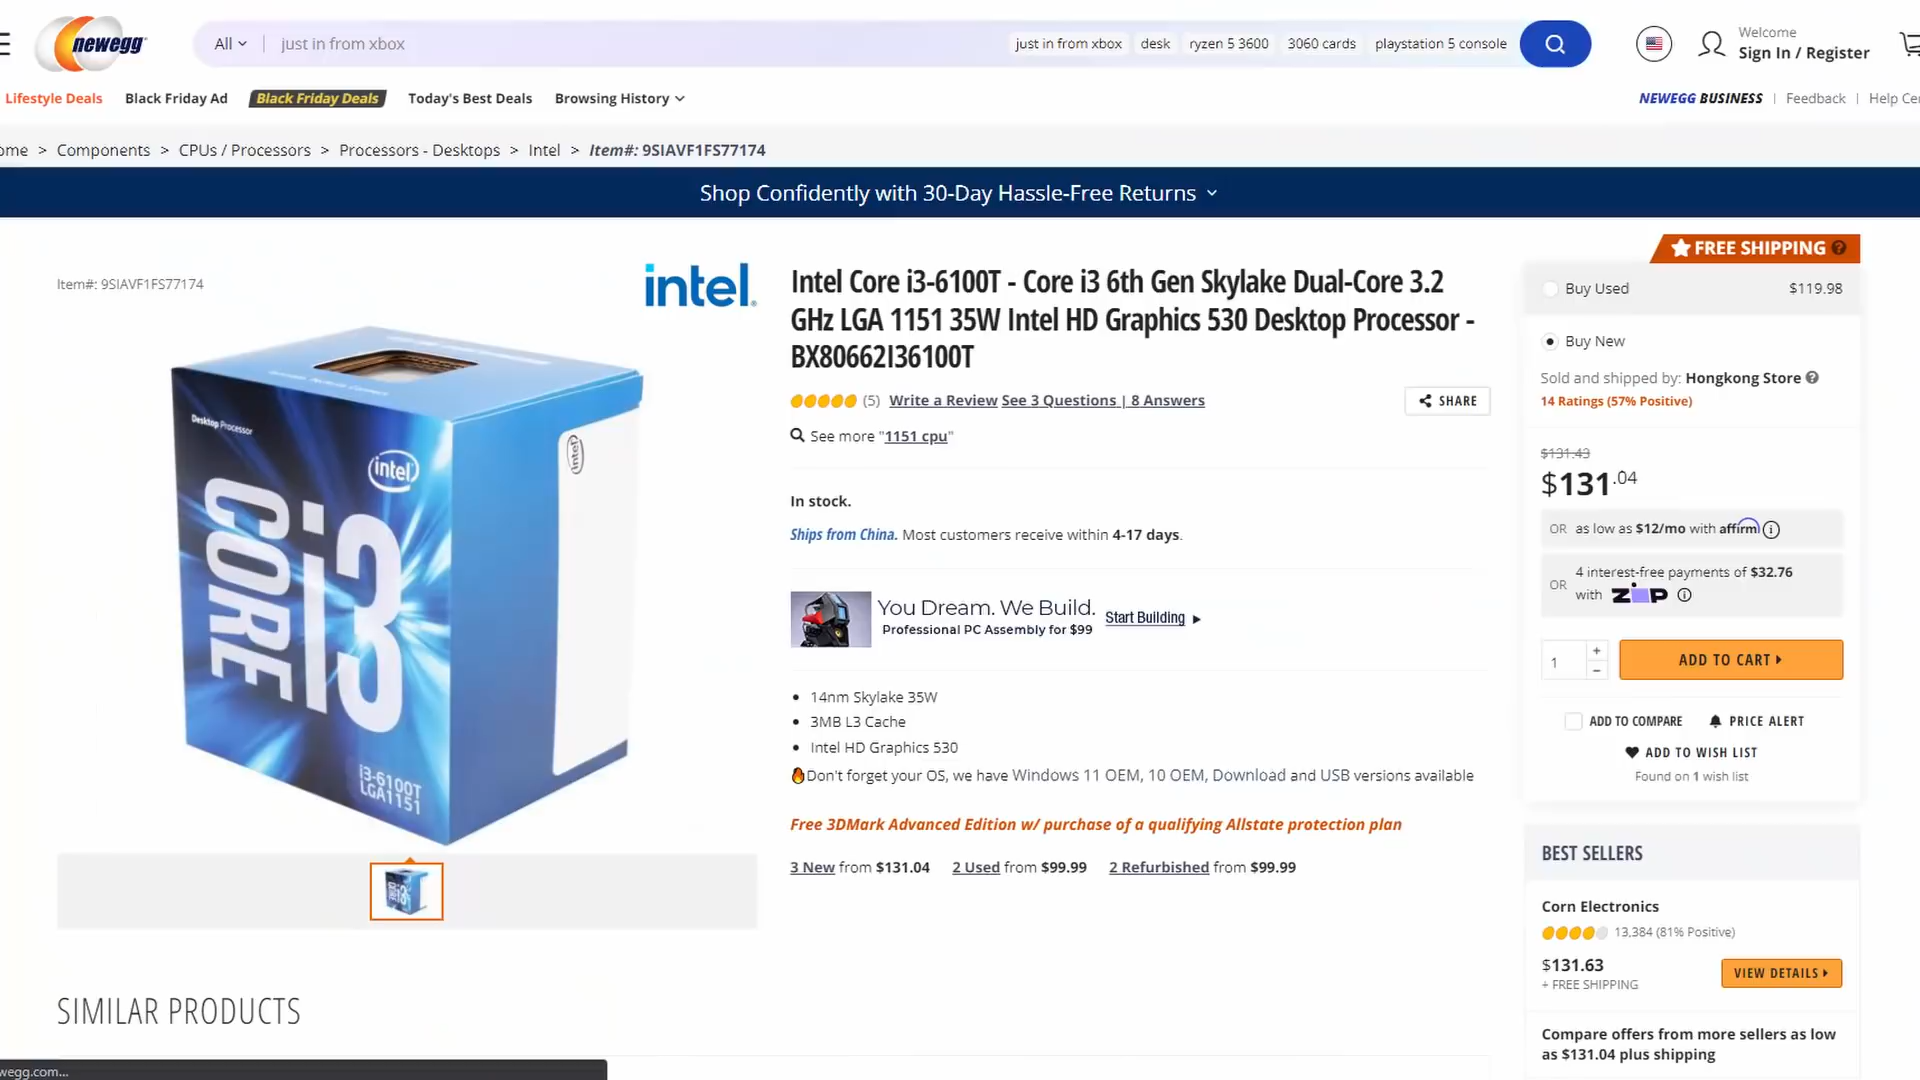 newegg
All
just in from xbox
just in from xbox
desk
ryzen 5 3600
3060 cards
playstation 5 console
Welcome
Sign In / Register
Lifestyle Deals
Black Friday Ad
Black Friday Deals
Today's Best Deals
Browsing History
NEWEGG BUSINESS
Feedback
Help Ce
ome > Components > CPUs / Processors > Processors - Desktops > Intel > Item#: 9SIAVF1FS77174
Shop Confidently with 30-Day Hassle-Free Returns
Item#: 9SIAVF1FS77174
intel
Desktop Processor
intel
intel
CORE
i3
i3-6100T
LGA1151
SIMILAR PRODUCTS
Intel Core i3-6100T - Core i3 6th Gen Skylake Dual-Core 3.2
GHz LGA 1151 35W Intel HD Graphics 530 Desktop Processor -
BX80662I36100T
(5) Write a Review See 3 Questions | 8 Answers
SHARE
See more "1151 cpu"
In stock.
Ships from China. Most customers receive within 4-17 days.
You Dream. We Build.
Professional PC Assembly for $99
Start Building
• 14nm Skylake 35W
• 3MB L3 Cache
• Intel HD Graphics 530
Don't forget your OS, we have Windows 11 OEM, 10 OEM, Download and USB versions available
Free 3DMark Advanced Edition w/ purchase of a qualifying Allstate protection plan
3 New from $131.04 2 Used from $99.99 2 Refurbished from $99.99
FREE SHIPPING ?
Buy Used $119.98
Buy New
Sold and shipped by: Hongkong Store ?
14 Ratings (57% Positive)
$131.43
$131.04
OR as low as $12/mo with affirm
OR 4 interest-free payments of $32.76
with zip
1
+
−
ADD TO CART
ADD TO COMPARE
PRICE ALERT
ADD TO WISH LIST
Found on 1 wish list
BEST SELLERS
Corn Electronics
13,384 (81% Positive)
$131.63
+ FREE SHIPPING
VIEW DETAILS
Compare offers from more sellers as low
as $131.04 plus shipping
wegg.com...